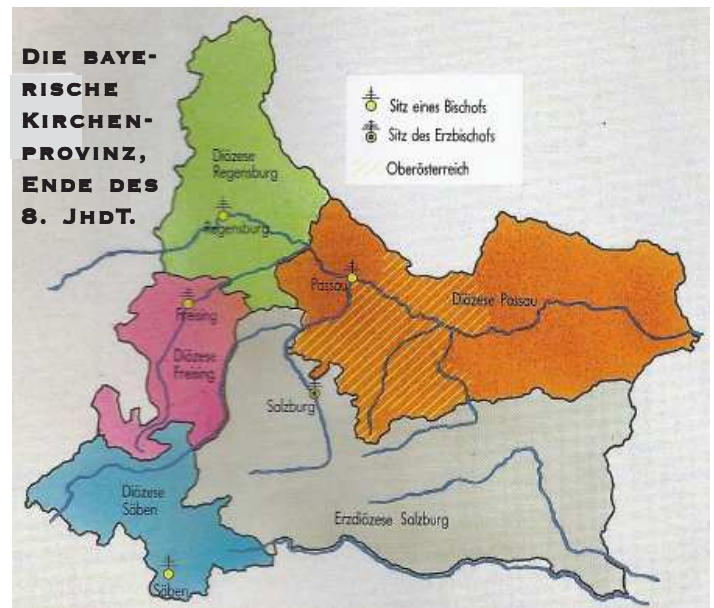 DIE BAYE-
RISCHE
KIRCHEN-
PROVINZ,
ENDE DES
8. JHDT.
Sitz eines Bischofs
Sitz des Erzbischofs
Oberösterreich
Diözese
Regensburg
Regensburg
Passau
Diözese Passau
Freising
Diözese
Freising
Salzburg
Diözese
Säben
Erzdiözese Salzburg
Säben